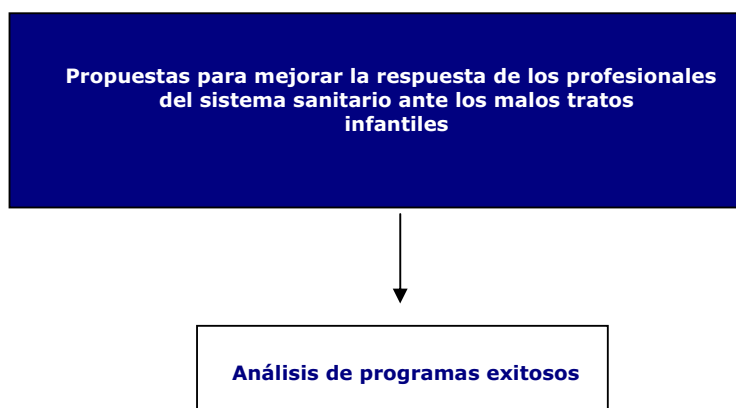 Propuestas para mejorar la respuesta de los profesionales
del sistema sanitario ante los malos tratos
infantiles
Análisis de programas exitosos